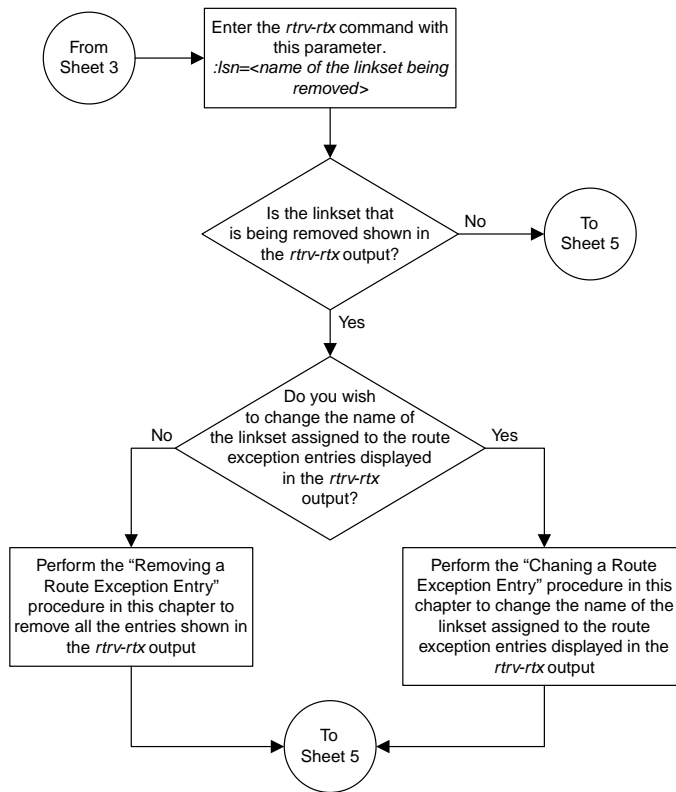 From
Sheet 3
Enter the rtrv-rtx command with
this parameter.
:lsn=<name of the linkset being
removed>
Is the linkset that
is being removed shown in
the rtrv-rtx output?
No
To
Sheet 5
Yes
Do you wish
to change the name of
the linkset assigned to the route
exception entries displayed
in the rtrv-rtx
output?
No
Yes
Perform the “Removing a
Route Exception Entry”
procedure in this chapter to
remove all the entries shown in
the rtrv-rtx output
Perform the “Chaning a Route
Exception Entry” procedure in this
chapter to change the name of the
linkset assigned to the route
exception entries displayed in the
rtrv-rtx output
To
Sheet 5